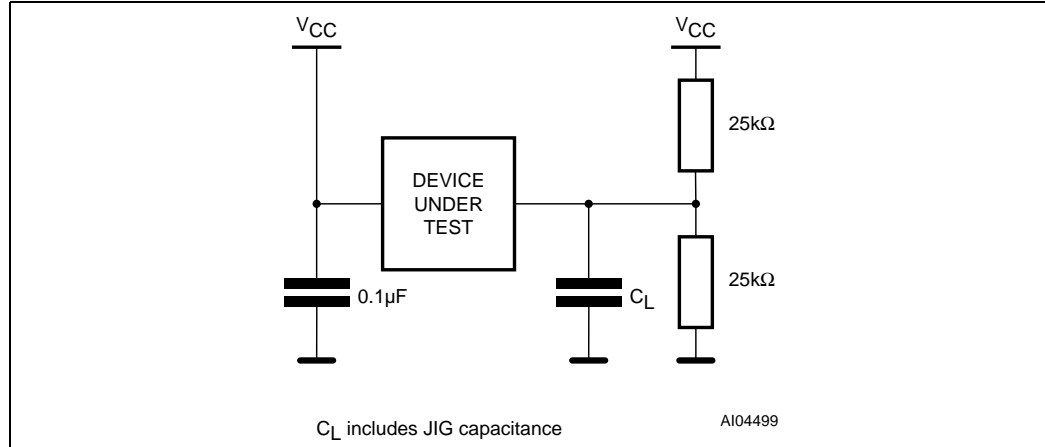 VCC
VCC
25kΩ
DEVICE
UNDER
TEST
25kΩ
0.1µF
CL
CL includes JIG capacitance
AI04499